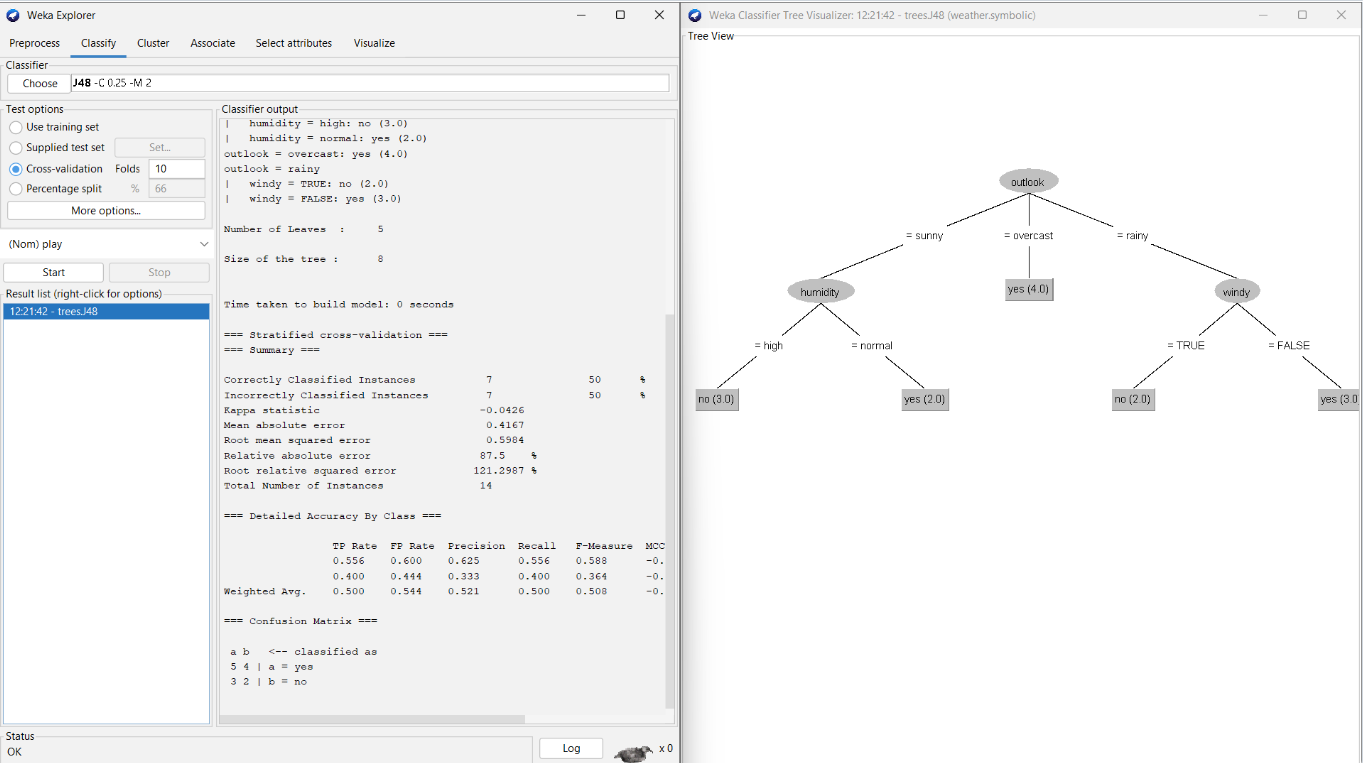 Weka Explorer
Preprocess Classify Cluster Associate Select attributes Visualize
Classifier
Choose J48 -C 0.25 -M 2
Test options
Use training set
Supplied test set Set...
Cross-validation Folds 10
Percentage split % 66
More options...
(Nom) play
Start Stop
Result list (right-click for options)
12:21:42 - trees.J48
Classifier output
| humidity = high: no (3.0)
| humidity = normal: yes (2.0)
outlook = overcast: yes (4.0)
outlook = rainy
| windy = TRUE: no (2.0)
| windy = FALSE: yes (3.0)
Number of Leaves : 5
Size of the tree : 8
Time taken to build model: 0 seconds
=== Stratified cross-validation ===
=== Summary ===
Correctly Classified Instances 7 50 %
Incorrectly Classified Instances 7 50 %
Kappa statistic -0.0426
Mean absolute error 0.4167
Root mean squared error 0.5984
Relative absolute error 87.5 %
Root relative squared error 121.2987 %
Total Number of Instances 14
=== Detailed Accuracy By Class ===
TP Rate FP Rate Precision Recall F-Measure MCC
0.556 0.600 0.625 0.556 0.588 -0.
0.400 0.444 0.333 0.400 0.364 -0.
Weighted Avg. 0.500 0.544 0.521 0.500 0.508 -0.
=== Confusion Matrix ===
a b <-- classified as
5 4 | a = yes
3 2 | b = no
Status
OK
Log
x 0
Weka Classifier Tree Visualizer: 12:21:42 - trees.J48 (weather.symbolic)
Tree View
outlook
= sunny = overcast = rainy
humidity yes (4.0) windy
= high = normal = TRUE = FALSE
no (3.0) yes (2.0) no (2.0) yes (3.0